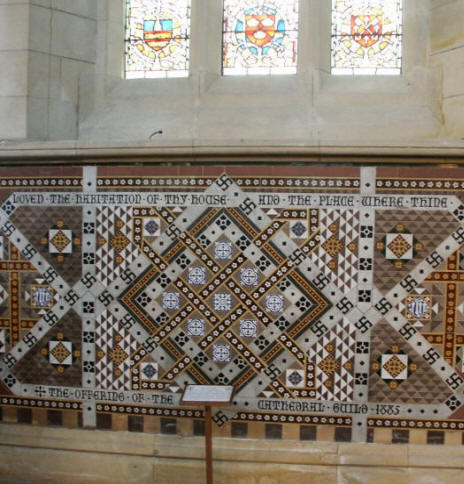 LOVED · THE · HABITATION · OF · THY · HOUSE · AND · THE · PLACE · WHERE · THINE
✠ · THE · OFFERING · OF · THE · CATHEDRAL · GUILD · 1885